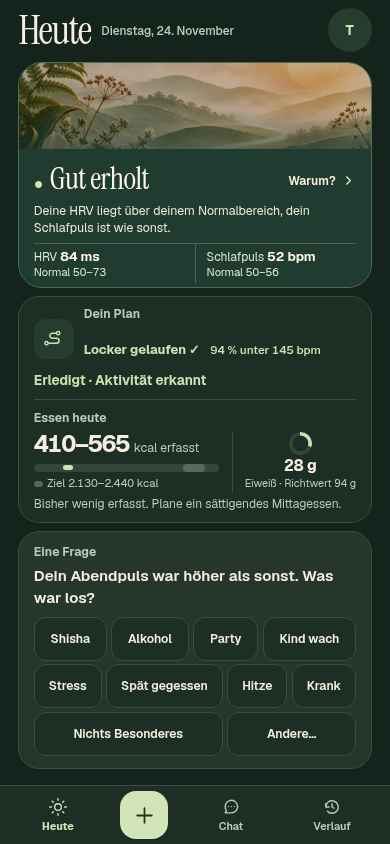 Heute Dienstag, 24. November T
Gut erholt Warum?
Deine HRV liegt über deinem Normalbereich, dein
Schlafpuls ist wie sonst.
HRV 84 ms Schlafpuls 52 bpm
Normal 50–73 Normal 50–56
Dein Plan
Locker gelaufen ✓ 94 % unter 145 bpm
Erledigt · Aktivität erkannt
Essen heute
410–565 kcal erfasst
28 g
Ziel 2.130–2.440 kcal Eiweiß · Richtwert 94 g
Bisher wenig erfasst. Plane ein sättigendes Mittagessen.
Eine Frage
Dein Abendpuls war höher als sonst. Was
war los?
Shisha Alkohol Party Kind wach
Stress Spät gegessen Hitze Krank
Nichts Besonderes Andere…
Heute + Chat Verlauf